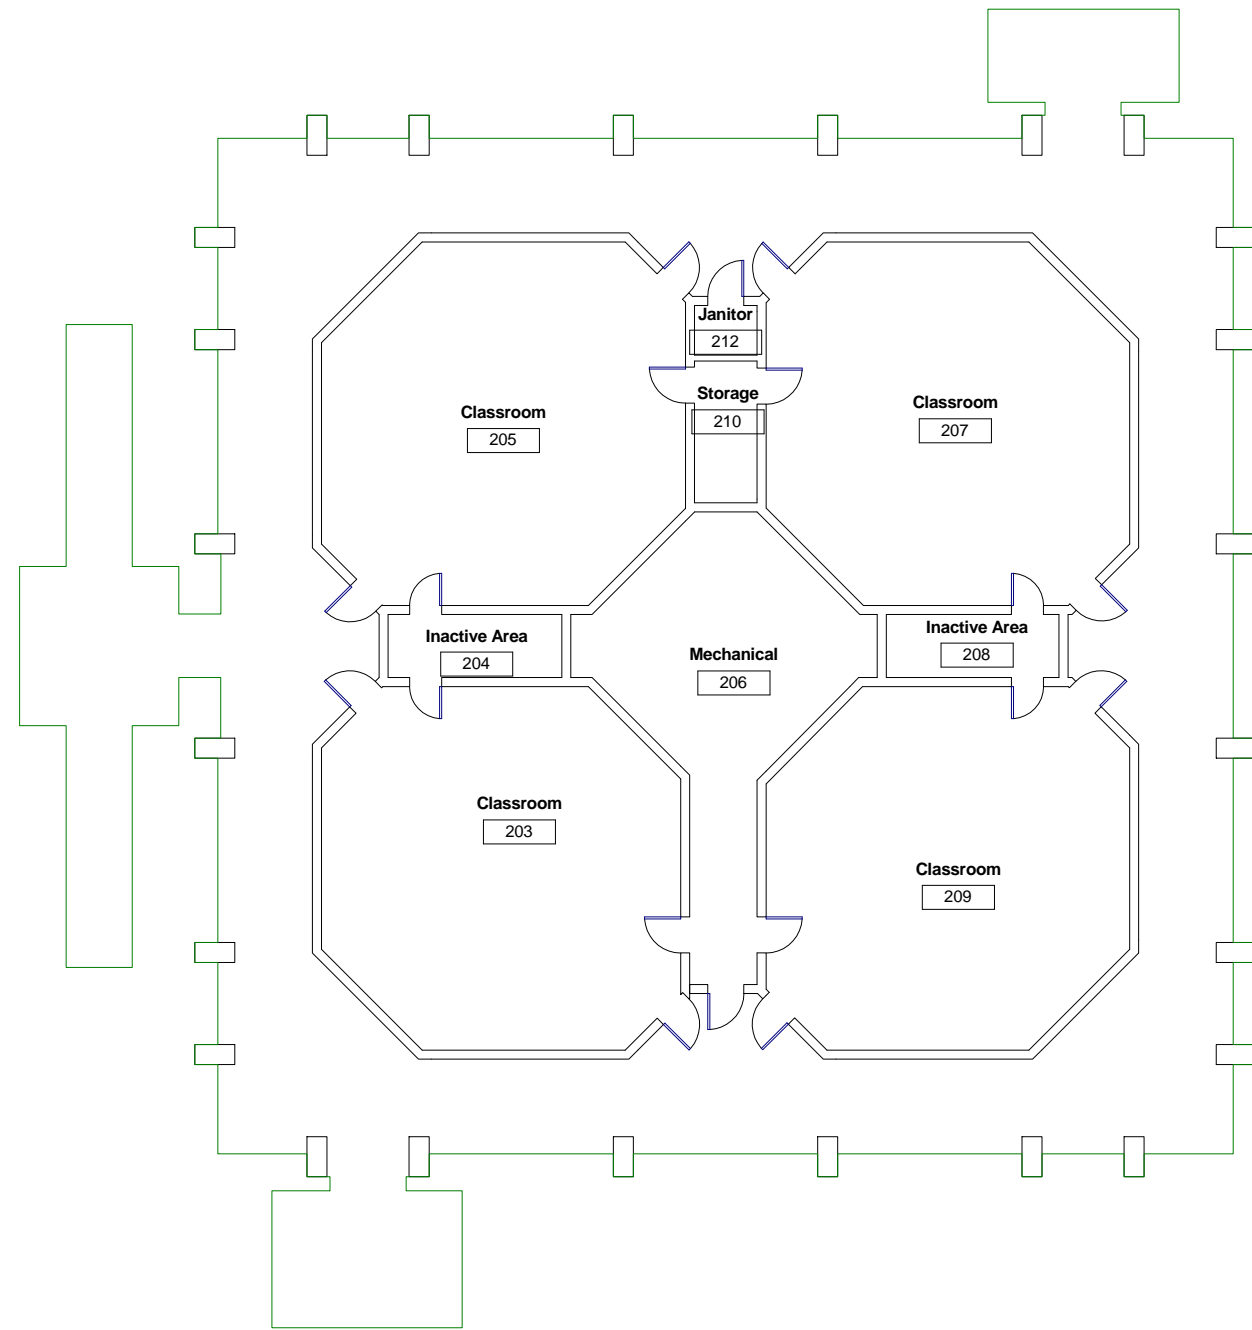 Janitor
212
Storage
210
Classroom
205
Classroom
207
Inactive Area
204
Inactive Area
208
Mechanical
206
Classroom
203
Classroom
209